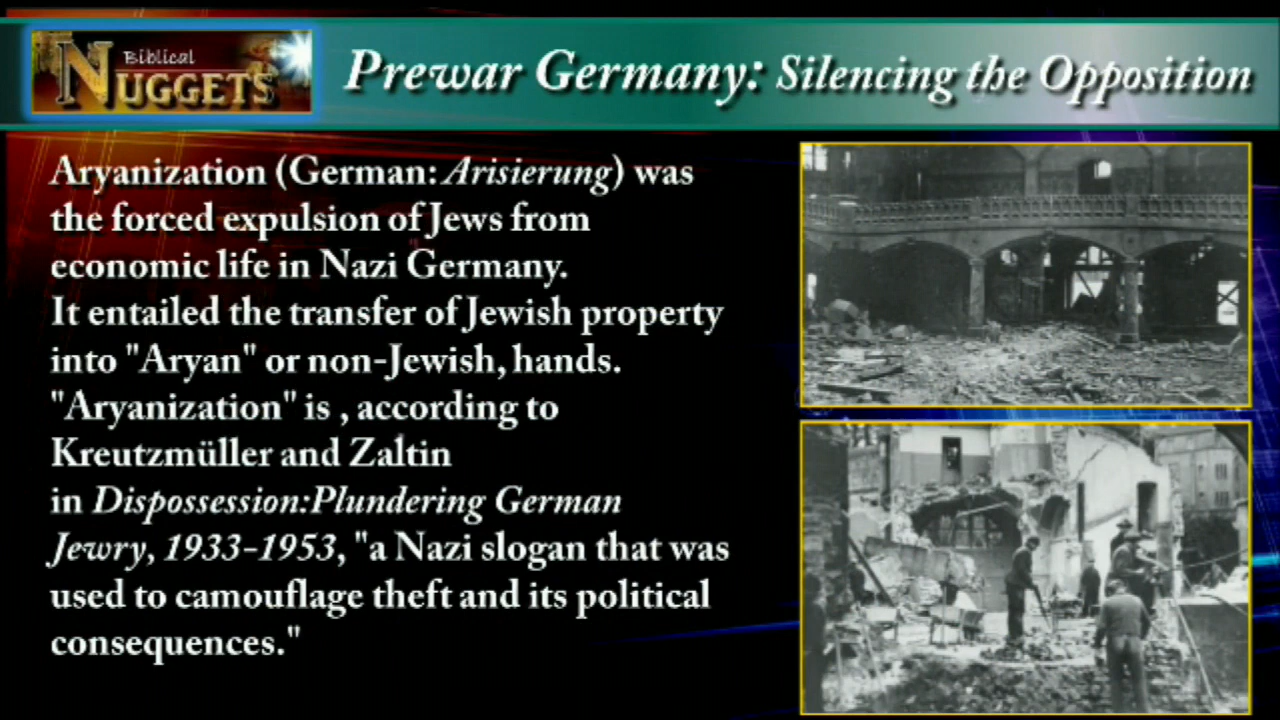 Biblical
NUGGETS
Prewar Germany: Silencing the Opposition
Aryanization (German: Arisierung) was
the forced expulsion of Jews from
economic life in Nazi Germany.
It entailed the transfer of Jewish property
into "Aryan" or non-Jewish, hands.
"Aryanization" is , according to
Kreutzmüller and Zaltin
in Dispossession:Plundering German
Jewry, 1933-1953, "a Nazi slogan that was
used to camouflage theft and its political
consequences."